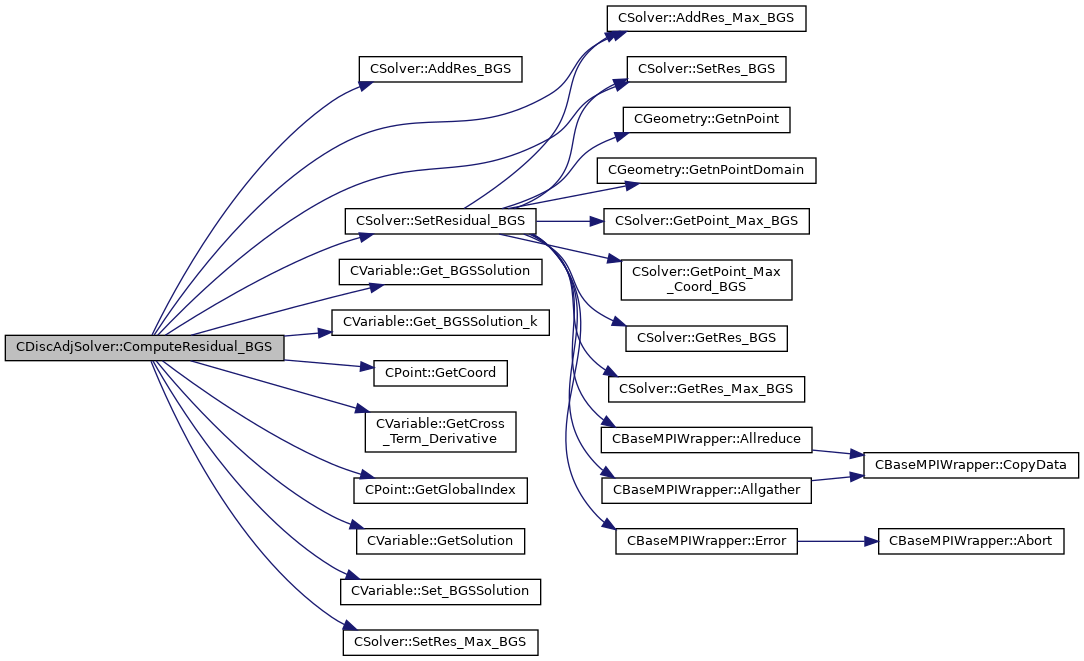 CDiscAdjSolver::ComputeResidual_BGS
CSolver::AddRes_BGS
CSolver::SetResidual_BGS
CVariable::Get_BGSSolution
CVariable::Get_BGSSolution_k
CPoint::GetCoord
CVariable::GetCross
_Term_Derivative
CPoint::GetGlobalIndex
CVariable::GetSolution
CVariable::Set_BGSSolution
CSolver::SetRes_Max_BGS
CSolver::AddRes_Max_BGS
CSolver::SetRes_BGS
CGeometry::GetnPoint
CGeometry::GetnPointDomain
CSolver::GetPoint_Max_BGS
CSolver::GetPoint_Max
_Coord_BGS
CSolver::GetRes_BGS
CSolver::GetRes_Max_BGS
CBaseMPIWrapper::Allreduce
CBaseMPIWrapper::Allgather
CBaseMPIWrapper::Error
CBaseMPIWrapper::CopyData
CBaseMPIWrapper::Abort